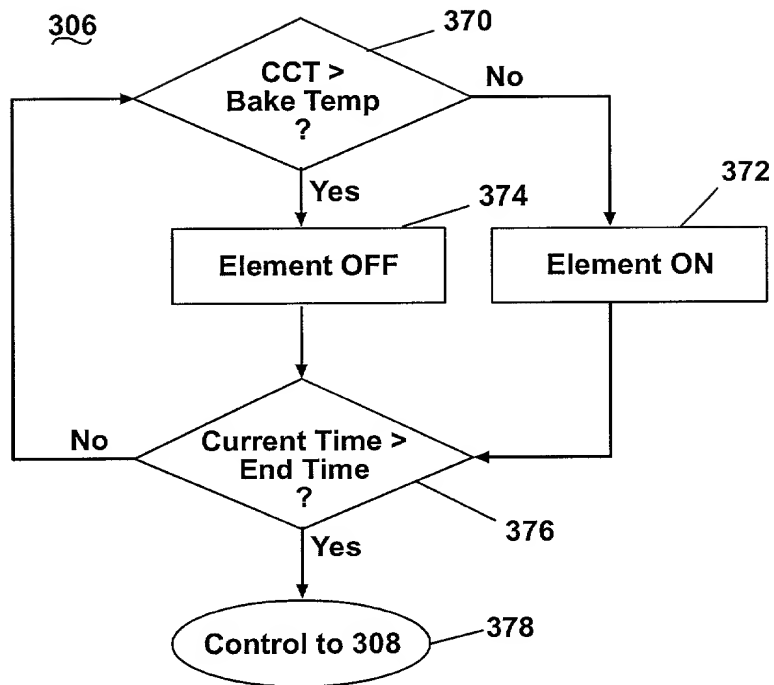 306
370
CCT >
Bake Temp
?
No
Yes
374
372
Element OFF
Element ON
No
Current Time >
End Time
?
376
Yes
Control to 308
378